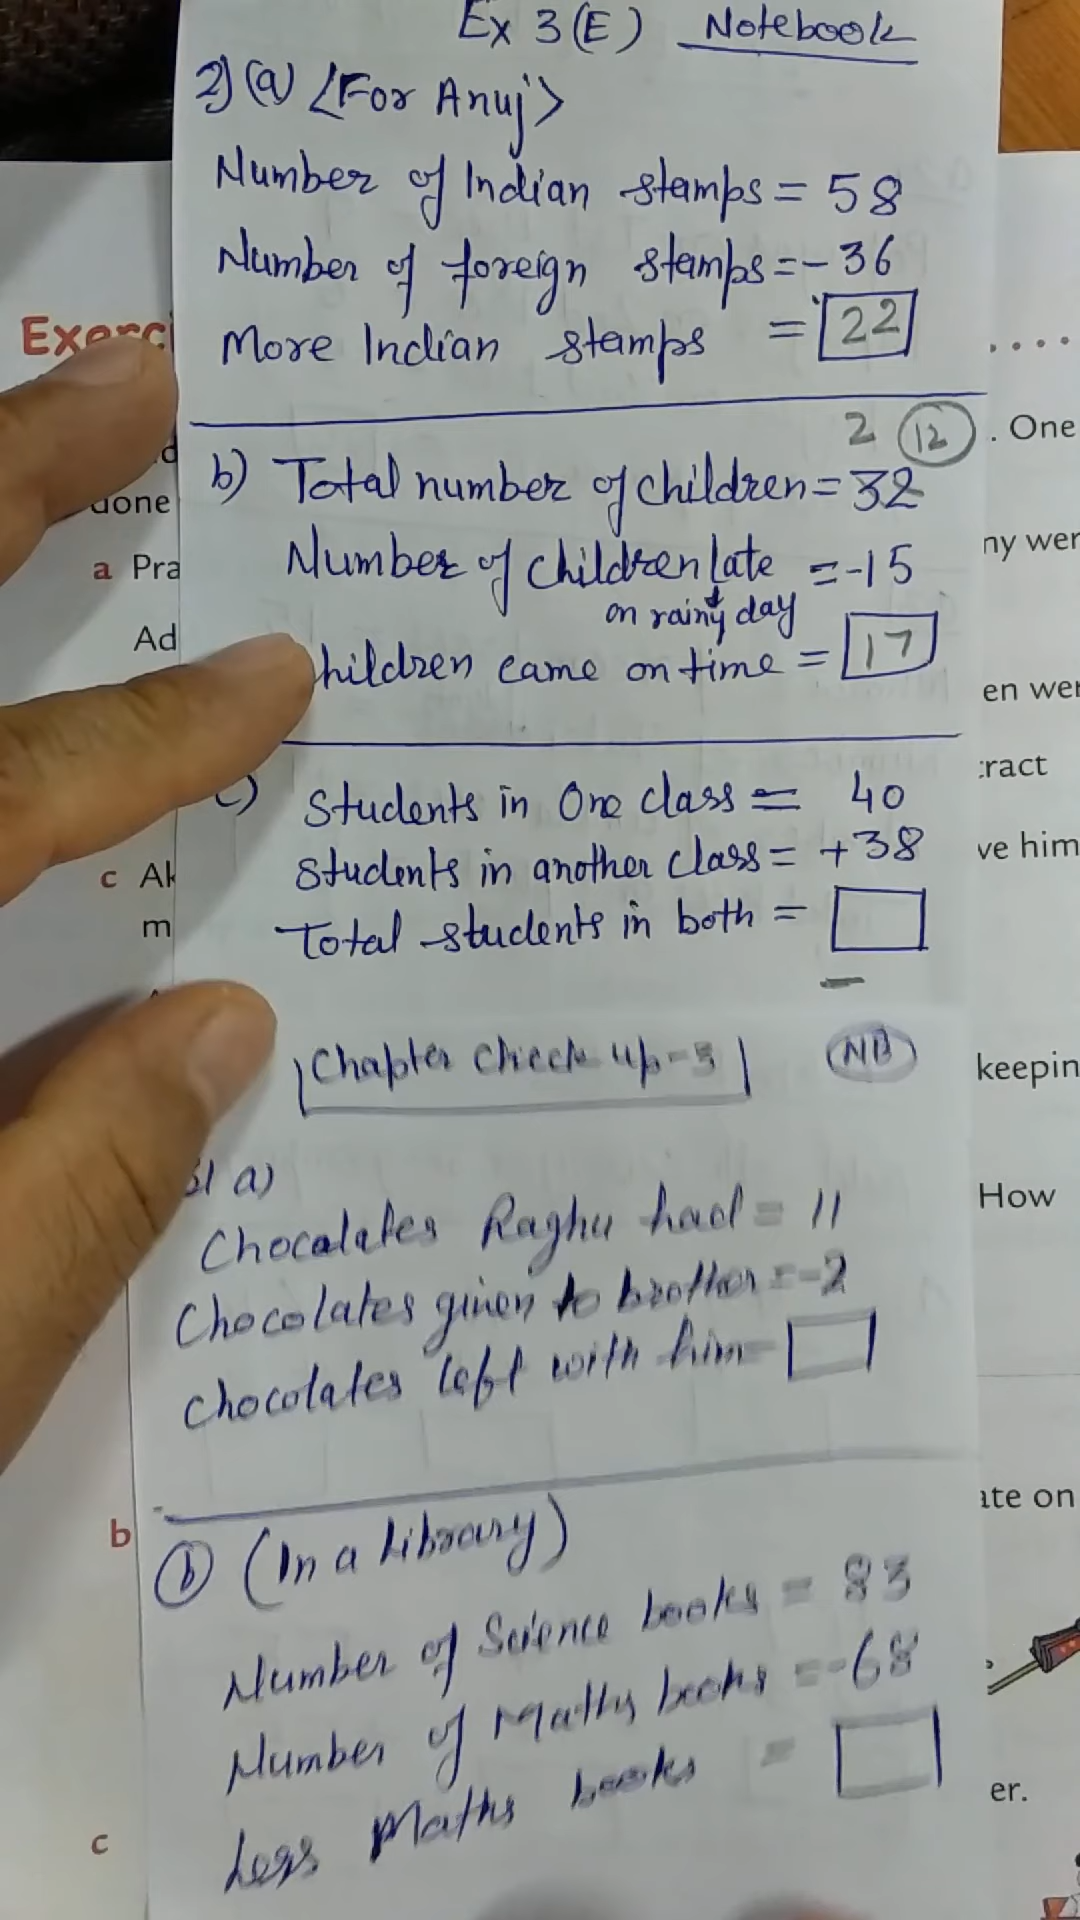 Ex 3(E) Notebook
2) (a) <For Anuj>
Number of Indian stamps = 58
Number of foreign stamps = - 36
More Indian stamps = 22
2 12
b) Total number of children = 32
Number of children late = -15
on rainy day
hildren came on time = 17
c) Students in One class = 40
Students in another class = +38
Total students in both =
Chapter Check up-3 NB
a)
Chocalates Raghu had = 11
Chocolates given to brother = -2
Chocolates left with him =
b (In a Library)
Number of Science books = 83
Number of Maths books = -68
Less Maths books =
Exerci
done
a Pra
Ad
c Ak
m
b
c
. . . .
. One
ny wer
en wer
tract
ve him
keepin
How
ate on
er.